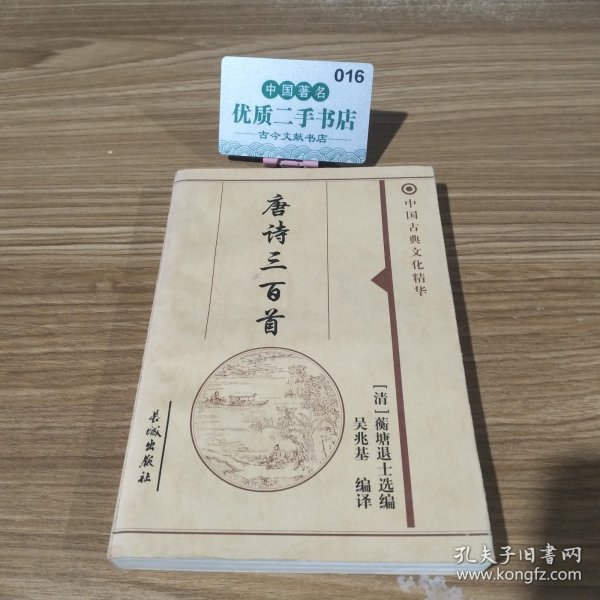 016
中国著名
优质二手书店
古今文献书店
中国古典文化精华
唐诗三百首
[清]蘅塘退士选编
吴兆基 编译
长城出版社
孔夫子旧书网
www.kongfz.com